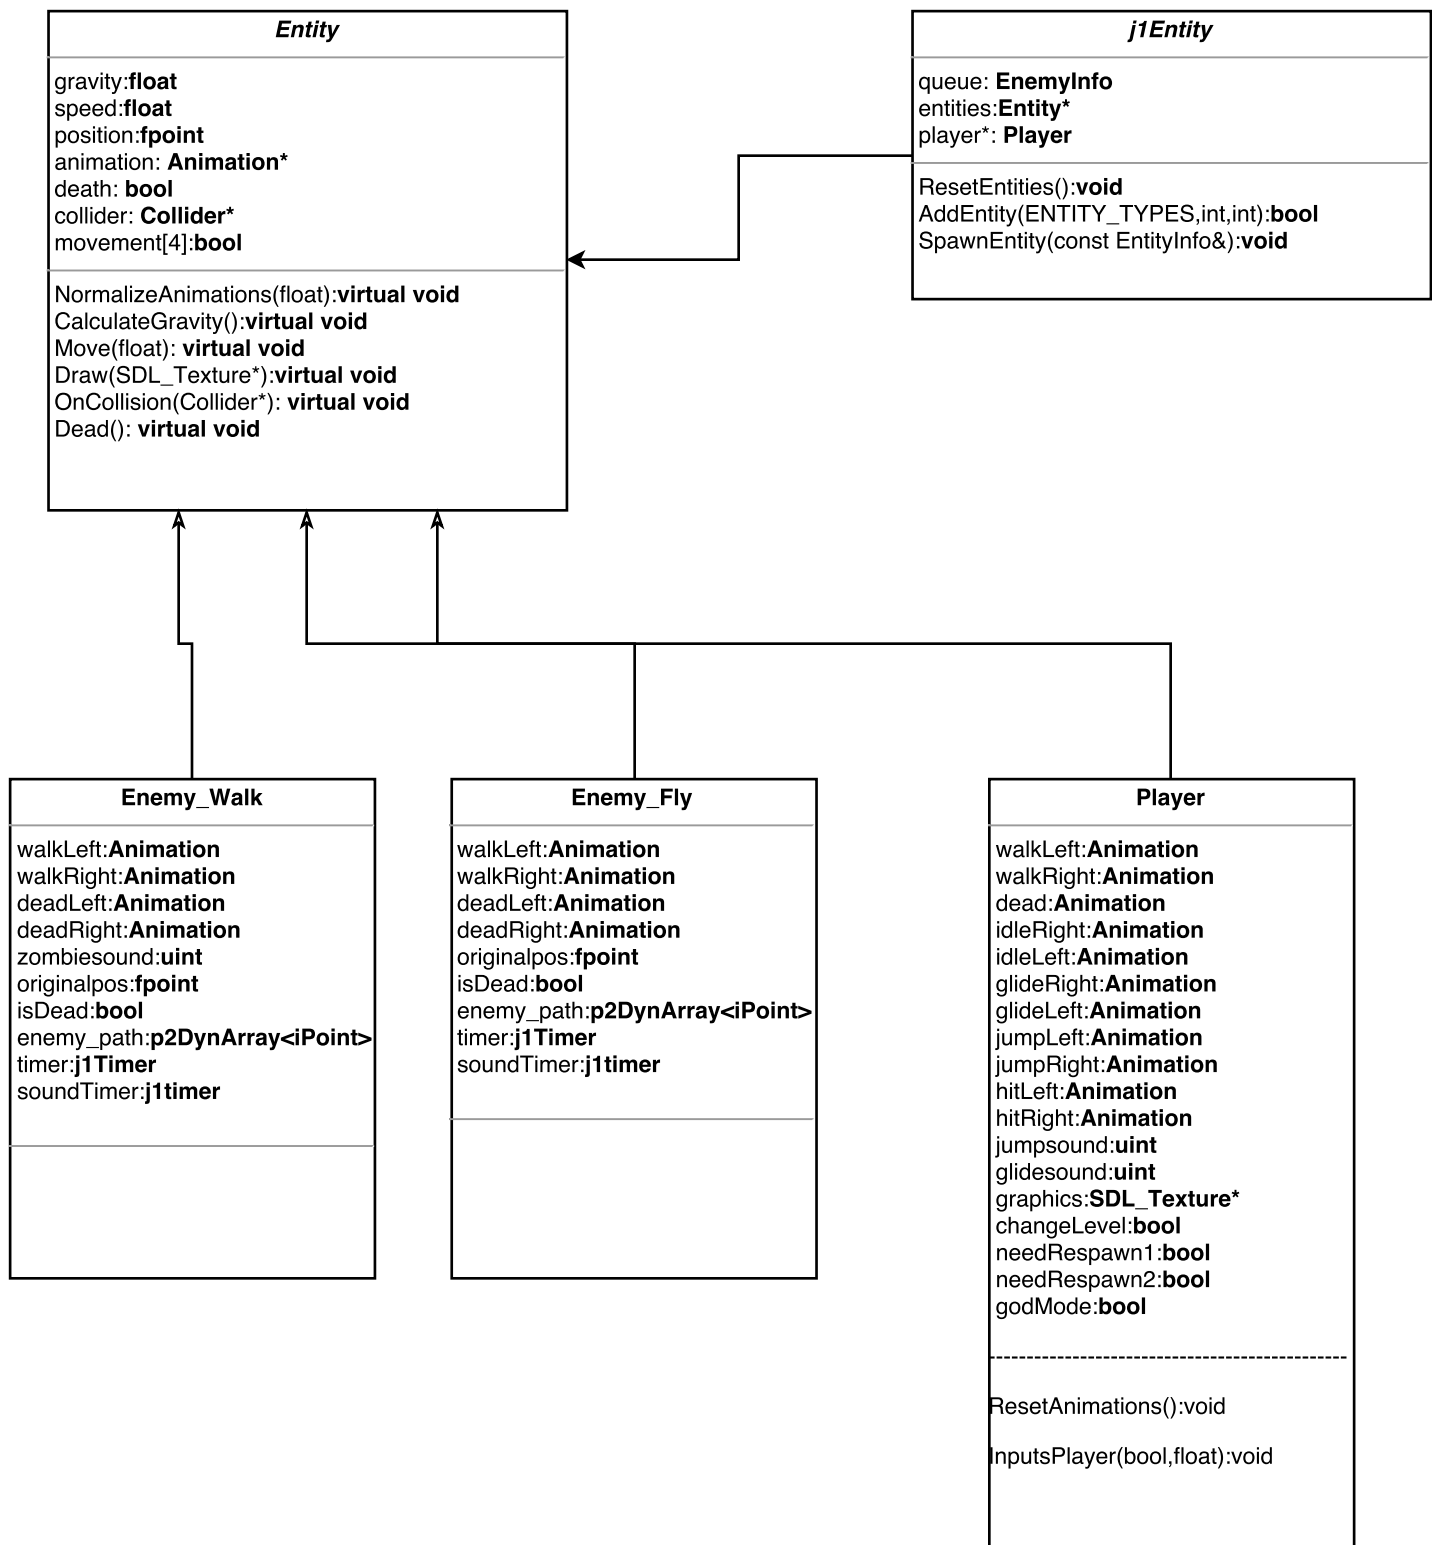 Entity
gravity:float
speed:float
position:fpoint
animation: Animation*
death: bool
collider: Collider*
movement[4]:bool
NormalizeAnimations(float):virtual void
CalculateGravity():virtual void
Move(float): virtual void
Draw(SDL_Texture*):virtual void
OnCollision(Collider*): virtual void
Dead(): virtual void
j1Entity
queue: EnemyInfo
entities:Entity*
player*: Player
ResetEntities():void
AddEntity(ENTITY_TYPES,int,int):bool
SpawnEntity(const EntityInfo&):void
Enemy_Walk
walkLeft:Animation
walkRight:Animation
deadLeft:Animation
deadRight:Animation
zombiesound:uint
originalpos:fpoint
isDead:bool
enemy_path:p2DynArray<iPoint>
timer:j1Timer
soundTimer:j1timer
Enemy_Fly
walkLeft:Animation
walkRight:Animation
deadLeft:Animation
deadRight:Animation
originalpos:fpoint
isDead:bool
enemy_path:p2DynArray<iPoint>
timer:j1Timer
soundTimer:j1timer
Player
walkLeft:Animation
walkRight:Animation
dead:Animation
idleRight:Animation
idleLeft:Animation
glideRight:Animation
glideLeft:Animation
jumpLeft:Animation
jumpRight:Animation
hitLeft:Animation
hitRight:Animation
jumpsound:uint
glidesound:uint
graphics:SDL_Texture*
changeLevel:bool
needRespawn1:bool
needRespawn2:bool
godMode:bool
ResetAnimations():void
InputsPlayer(bool,float):void